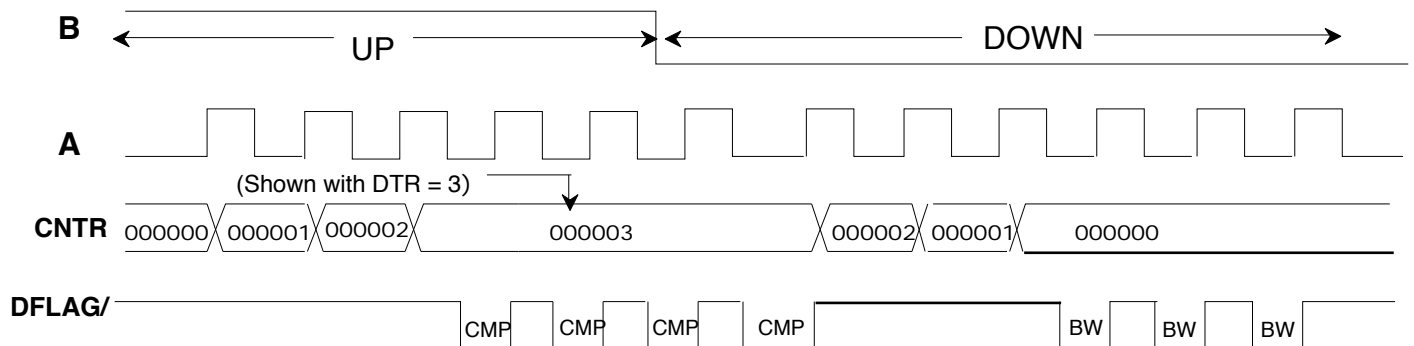 B
UP
DOWN
A
(Shown with DTR = 3)
CNTR 000000 000001 000002 000003 000002 000001 000000
DFLAG/ CMP CMP CMP CMP BW BW BW